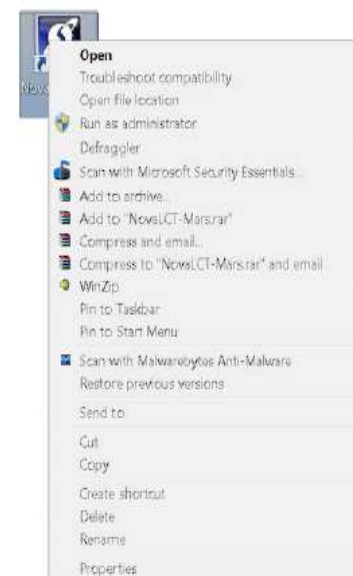 Nova
Open
Troubleshoot compatibility
Open file location
Run as administrator
Defraggler
Scan with Microsoft Security Essentials...
Add to archive...
Add to "NovaLCT-Mars.rar"
Compress and email...
Compress to "NovaLCT-Mars.rar" and email
WinZip
Pin to Taskbar
Pin to Start Menu
Scan with Malwarebytes Anti-Malware
Restore previous versions
Send to
Cut
Copy
Create shortcut
Delete
Rename
Properties